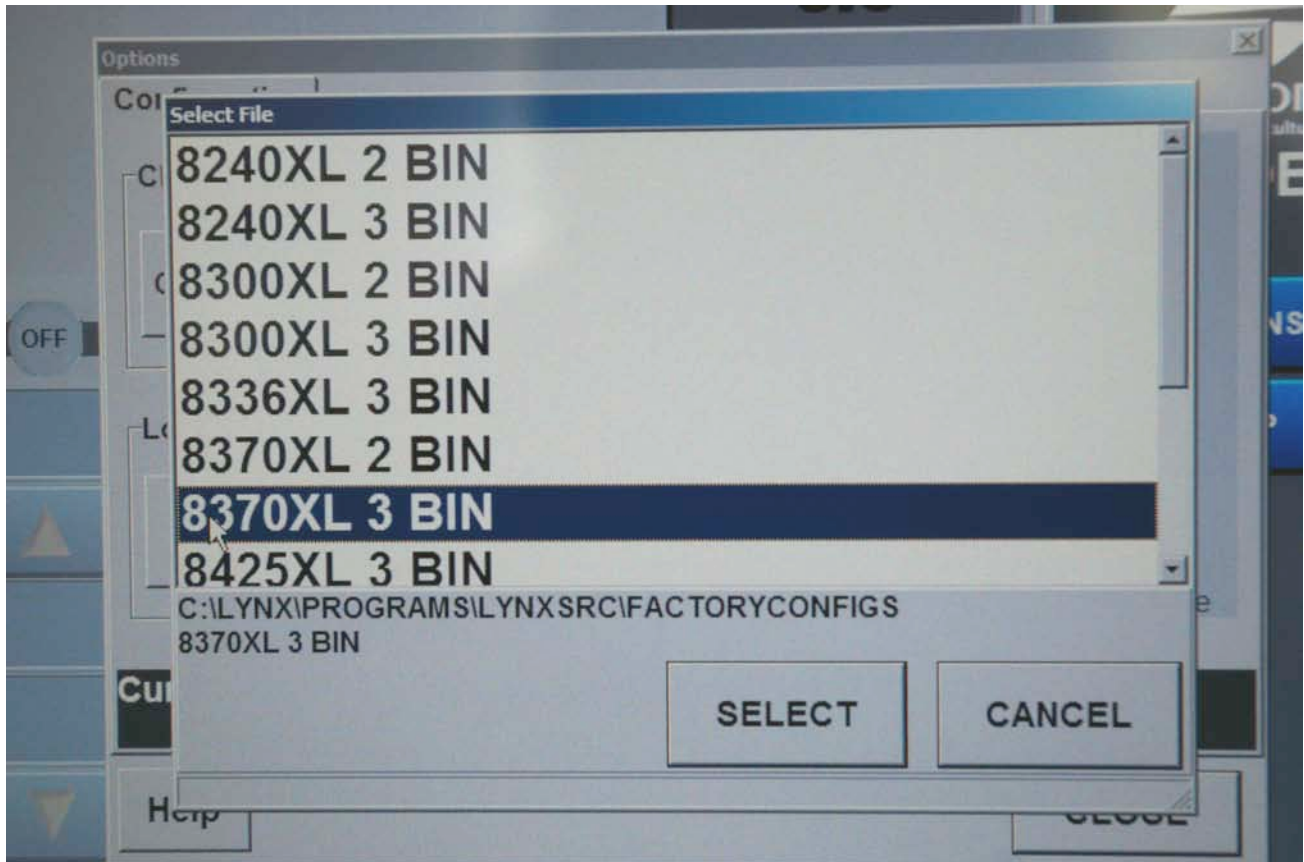 Options
Select File
8240XL 2 BIN
8240XL 3 BIN
8300XL 2 BIN
8300XL 3 BIN
8336XL 3 BIN
8370XL 2 BIN
8370XL 3 BIN
8425XL 3 BIN
C:\LYNX\PROGRAMS\LYNXSRC\FACTORYCONFIGS
8370XL 3 BIN
SELECT
CANCEL
OFF
Help
CLOSE